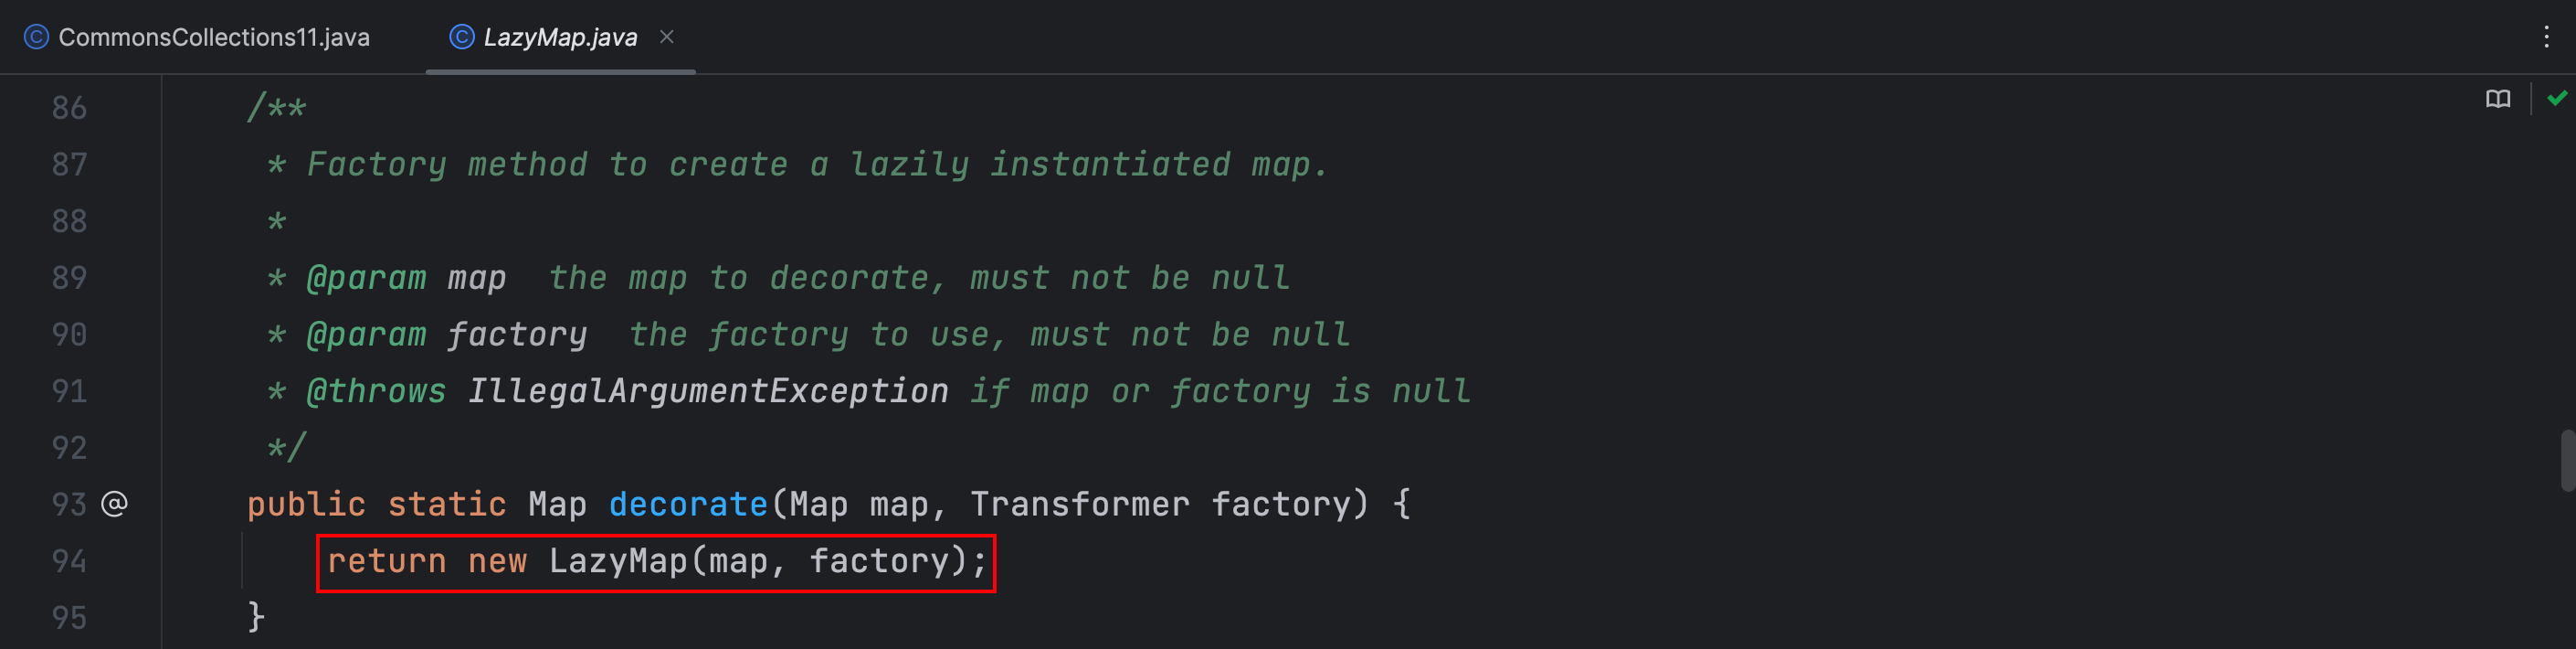 CommonsCollections11.java LazyMap.java
86 /**
87 * Factory method to create a lazily instantiated map.
88 *
89 * @param map  the map to decorate, must not be null
90 * @param factory  the factory to use, must not be null
91 * @throws IllegalArgumentException if map or factory is null
92 */
93 @ public static Map decorate(Map map, Transformer factory) {
94 return new LazyMap(map, factory);
95 }